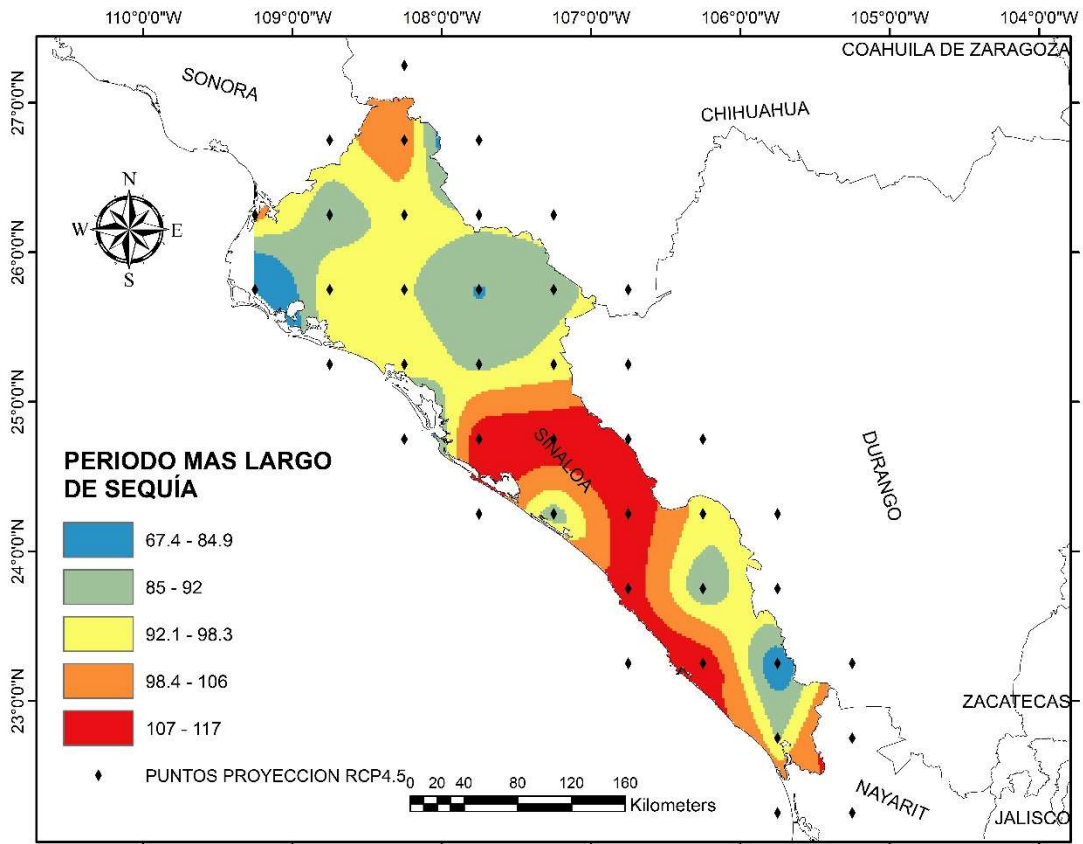 110°0'0"W 109°0'0"W 108°0'0"W 107°0'0"W 106°0'0"W 105°0'0"W 104°0'0"W
COAHUILA DE ZARAGOZA
SONORA
CHIHUAHUA
27°0'0"N
N
W E
S
26°0'0"N
25°0'0"N
DURANGO
SINALOA
PERIODO MAS LARGO
DE SEQUÍA
67.4 - 84.9
85 - 92
92.1 - 98.3
98.4 - 106
107 - 117
PUNTOS PROYECCION RCP4.5
24°0'0"N
23°0'0"N
ZACATECAS
NAYARIT
JALISCO
0 10 20 40 80 120 160
Kilometers